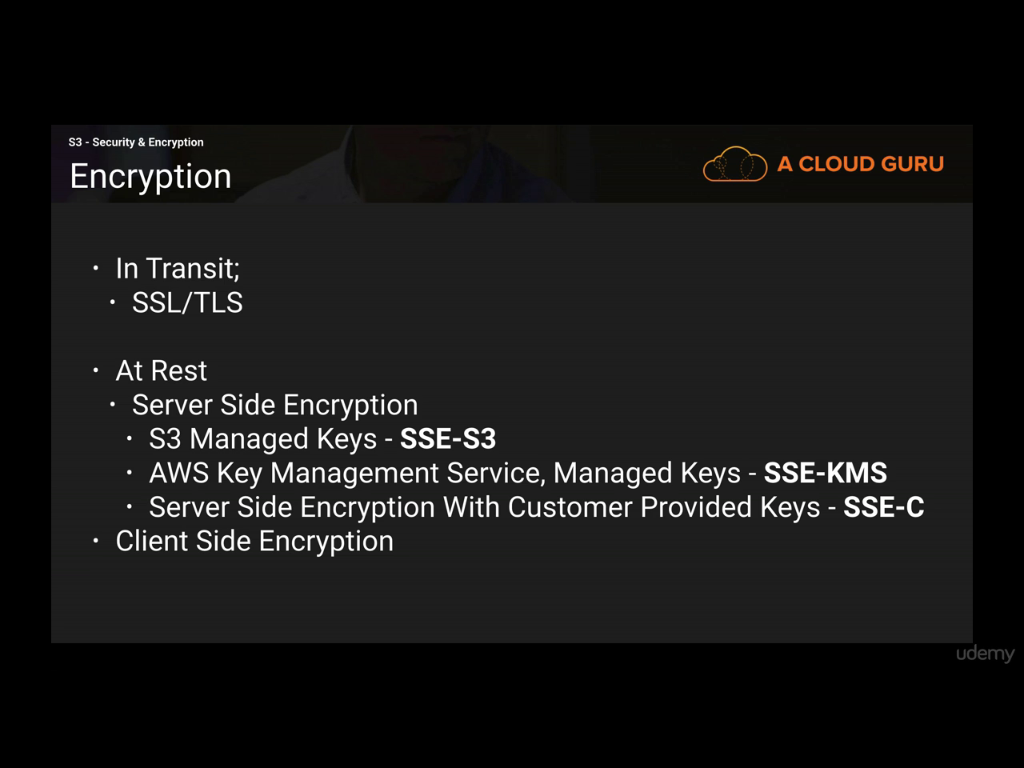 S3 - Security & Encryption
Encryption
A CLOUD GURU
· In Transit;
· SSL/TLS
· At Rest
· Server Side Encryption
· S3 Managed Keys - SSE-S3
· AWS Key Management Service, Managed Keys - SSE-KMS
· Server Side Encryption With Customer Provided Keys - SSE-C
· Client Side Encryption
udemy